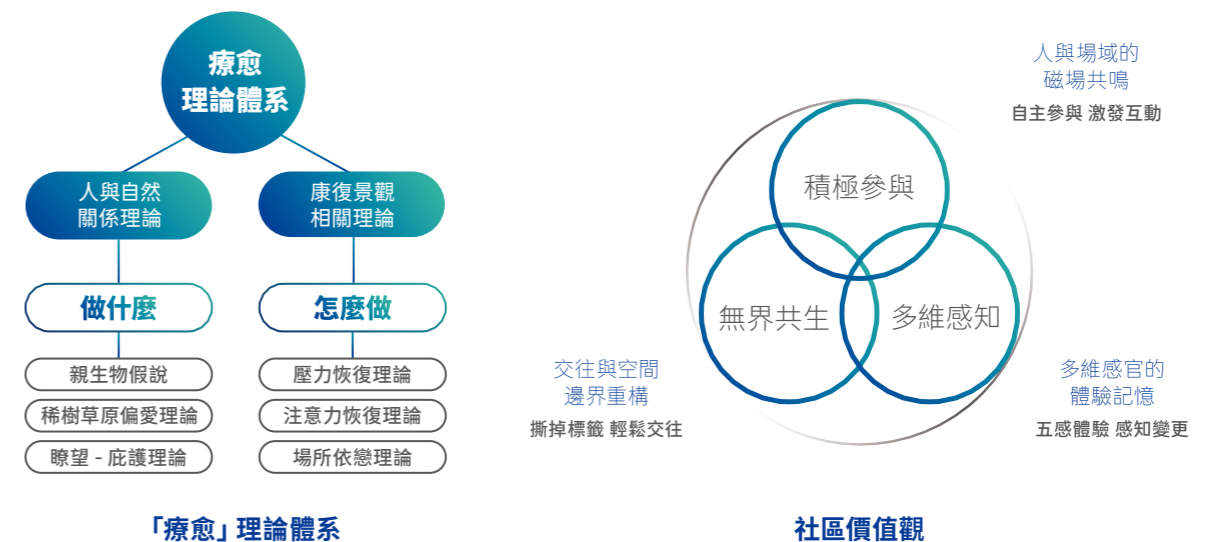 療愈
理論體系
人與自然
關係理論
做什麼
親生物假說
稀樹草原偏愛理論
瞭望 - 庇護理論
康復景觀
相關理論
怎麼做
壓力恢復理論
注意力恢復理論
場所依戀理論
「療愈」理論體系
人與場域的
磁場共鳴
自主參與 激發互動
積極參與
無界共生
多維感知
交往與空間
邊界重構
撕掉標籤 輕鬆交往
多維感官的
體驗記憶
五感體驗 感知變更
社區價值觀